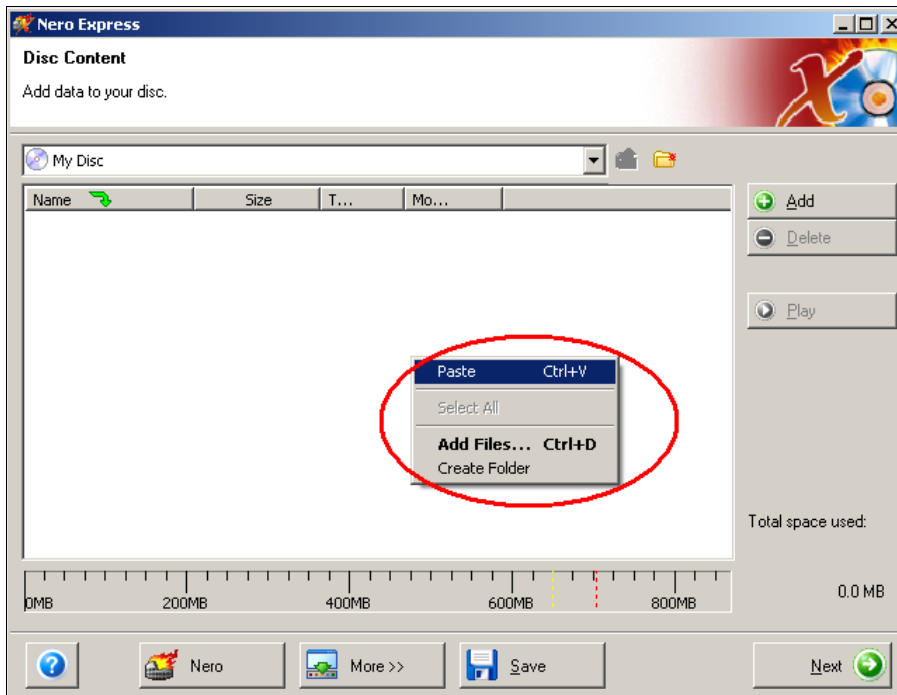 Nero Express
Disc Content
Add data to your disc.
My Disc
Name Size T... Mo...
Add
Delete
Play
Paste Ctrl+V
Select All
Add Files... Ctrl+D
Create Folder
Total space used:
0MB 200MB 400MB 600MB 800MB
0.0 MB
? Nero More >> Save Next